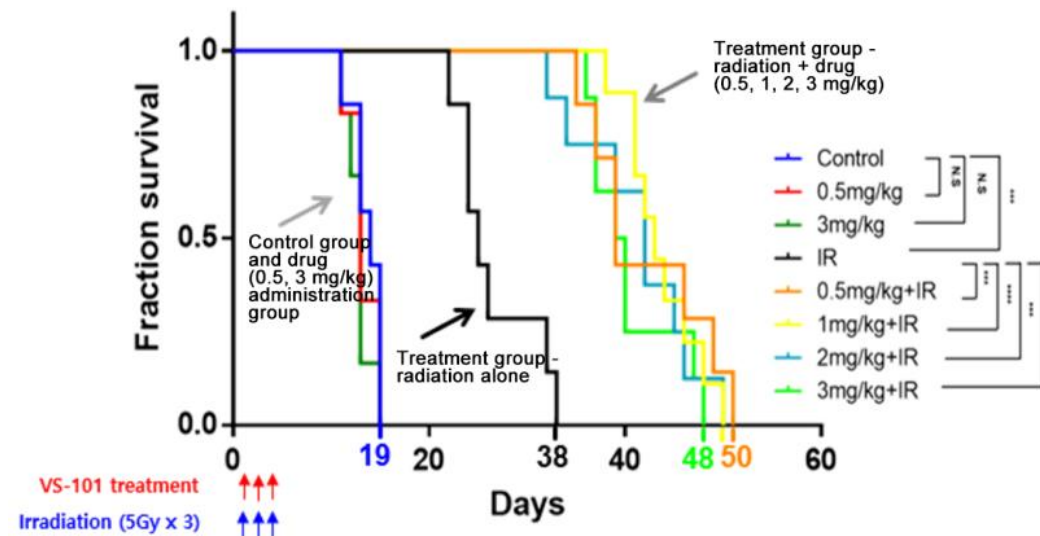 Fraction survival
1.0
0.5
0.0
Control group
and drug
(0.5, 3 mg/kg)
administration
group
Treatment group -
radiation alone
Treatment group -
radiation + drug
(0.5, 1, 2, 3 mg/kg)
Control
0.5mg/kg
3mg/kg
IR
0.5mg/kg+IR
1mg/kg+IR
2mg/kg+IR
3mg/kg+IR
N.S
N.S
***
***
****
0 19 20 38 40 48 50 60
Days
VS-101 treatment
Irradiation (5Gy x 3)